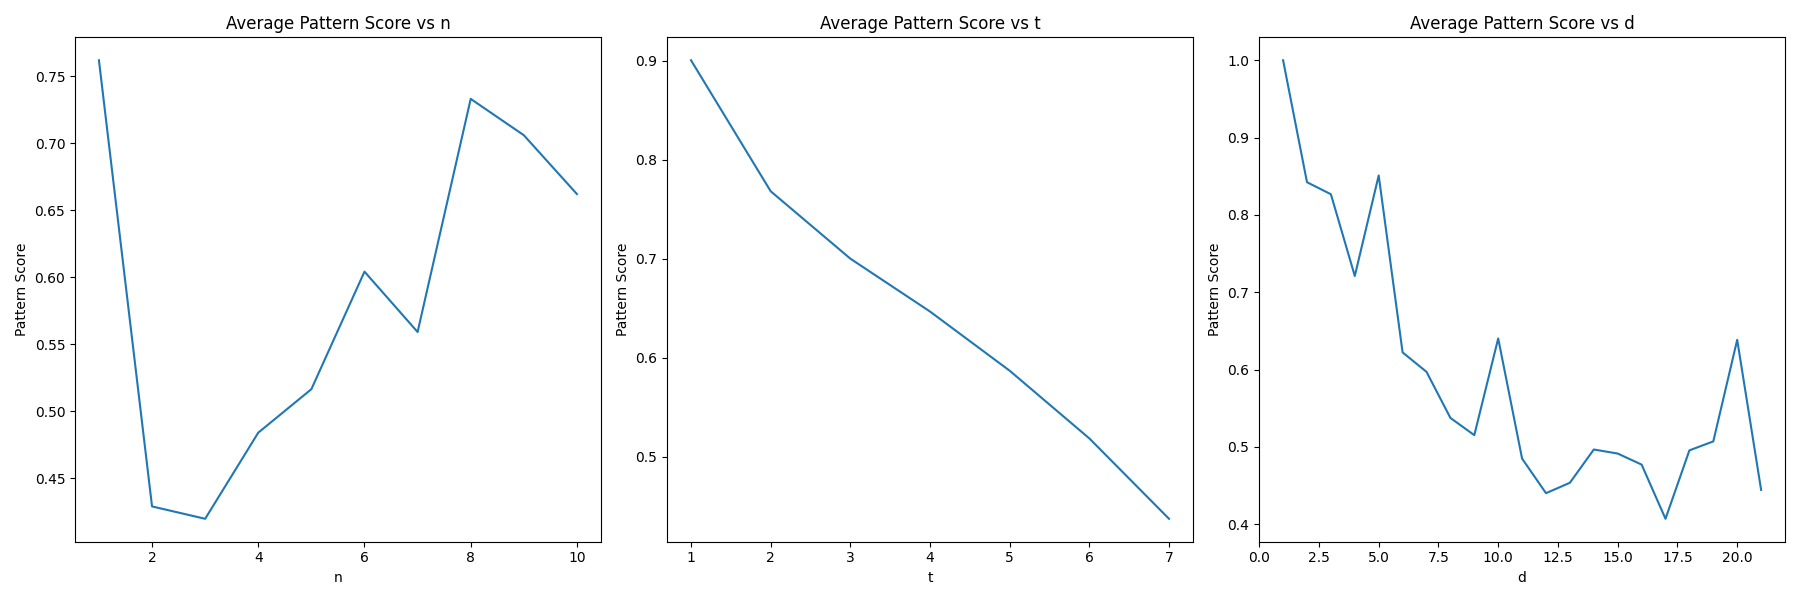 Average Pattern Score vs n
Pattern Score
0.75
0.70
0.65
0.60
0.55
0.50
0.45
2 4 6 8 10
n
Average Pattern Score vs t
Pattern Score
0.9
0.8
0.7
0.6
0.5
1 2 3 4 5 6 7
t
Average Pattern Score vs d
Pattern Score
1.0
0.9
0.8
0.7
0.6
0.5
0.4
0.0 2.5 5.0 7.5 10.0 12.5 15.0 17.5 20.0
d